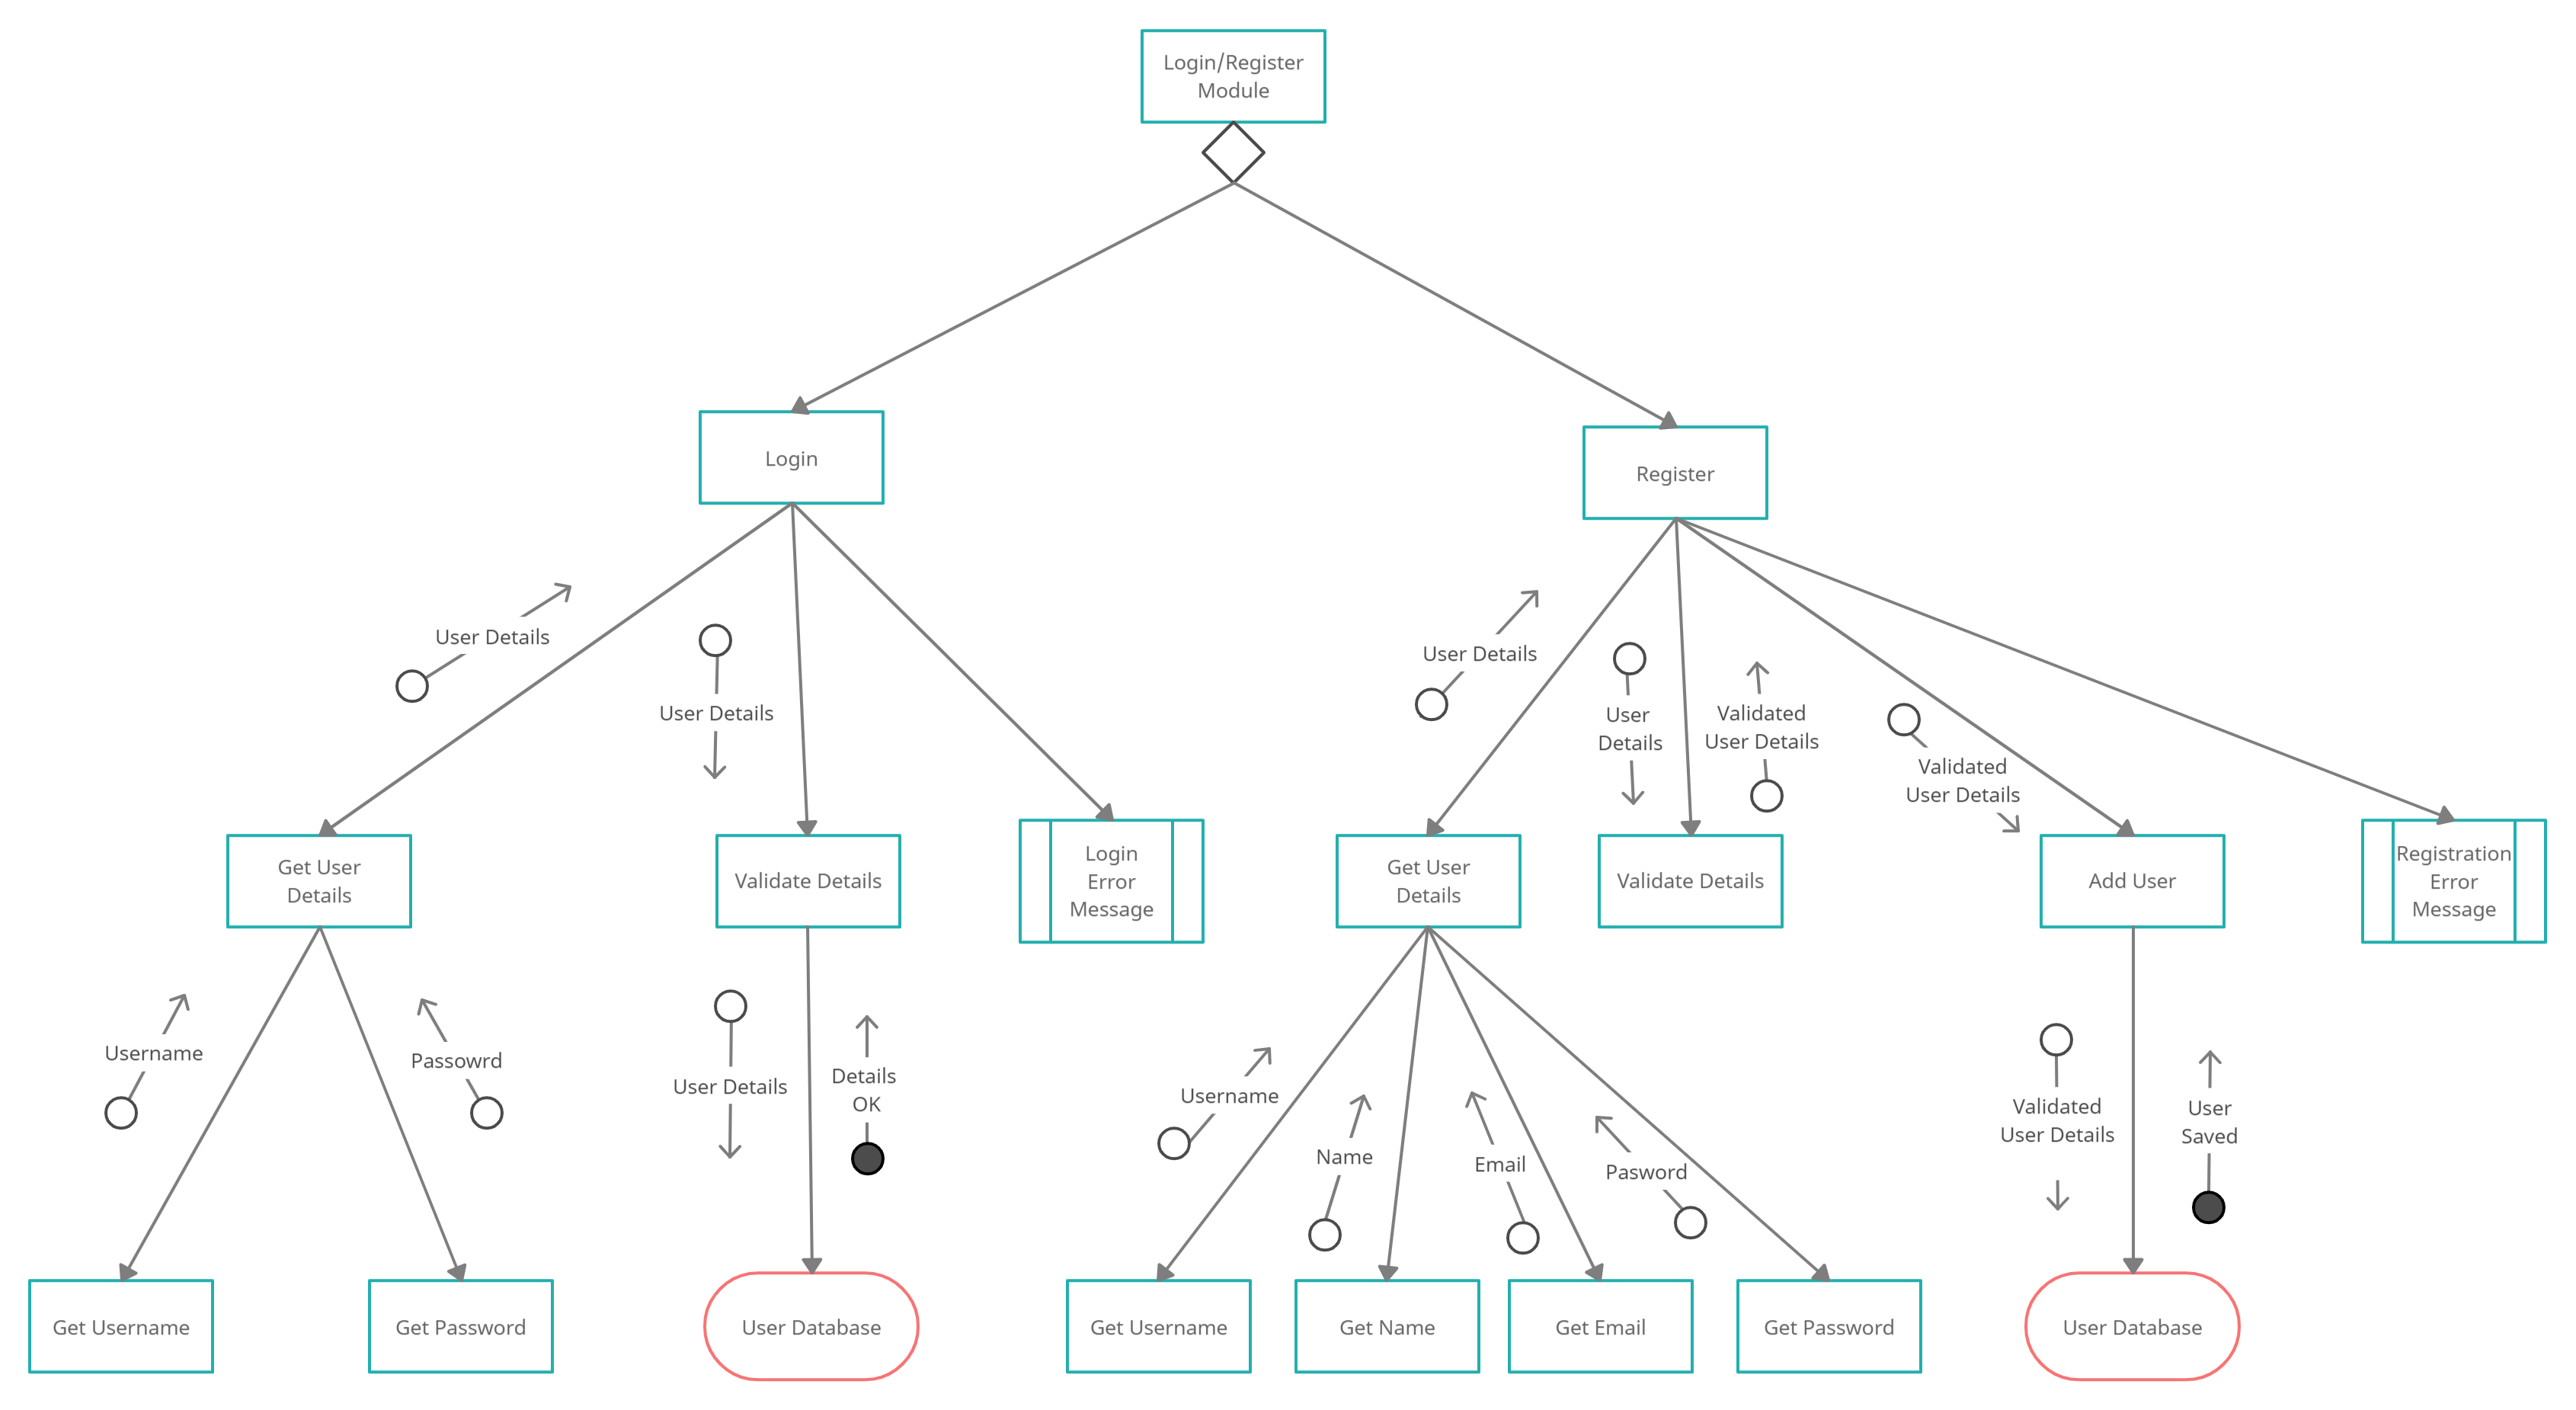 Login/Register
Module
Login
Register
User Details
User Details
User Details
User
Details
Validated
User Details
Validated
User Details
Get User
Details
Validate Details
Login
Error
Message
Get User
Details
Validate Details
Add User
Registration
Error
Message
Username
Passowrd
User Details
Details
OK
Username
Name
Email
Pasword
Validated
User Details
User
Saved
Get Username
Get Password
User Database
Get Username
Get Name
Get Email
Get Password
User Database